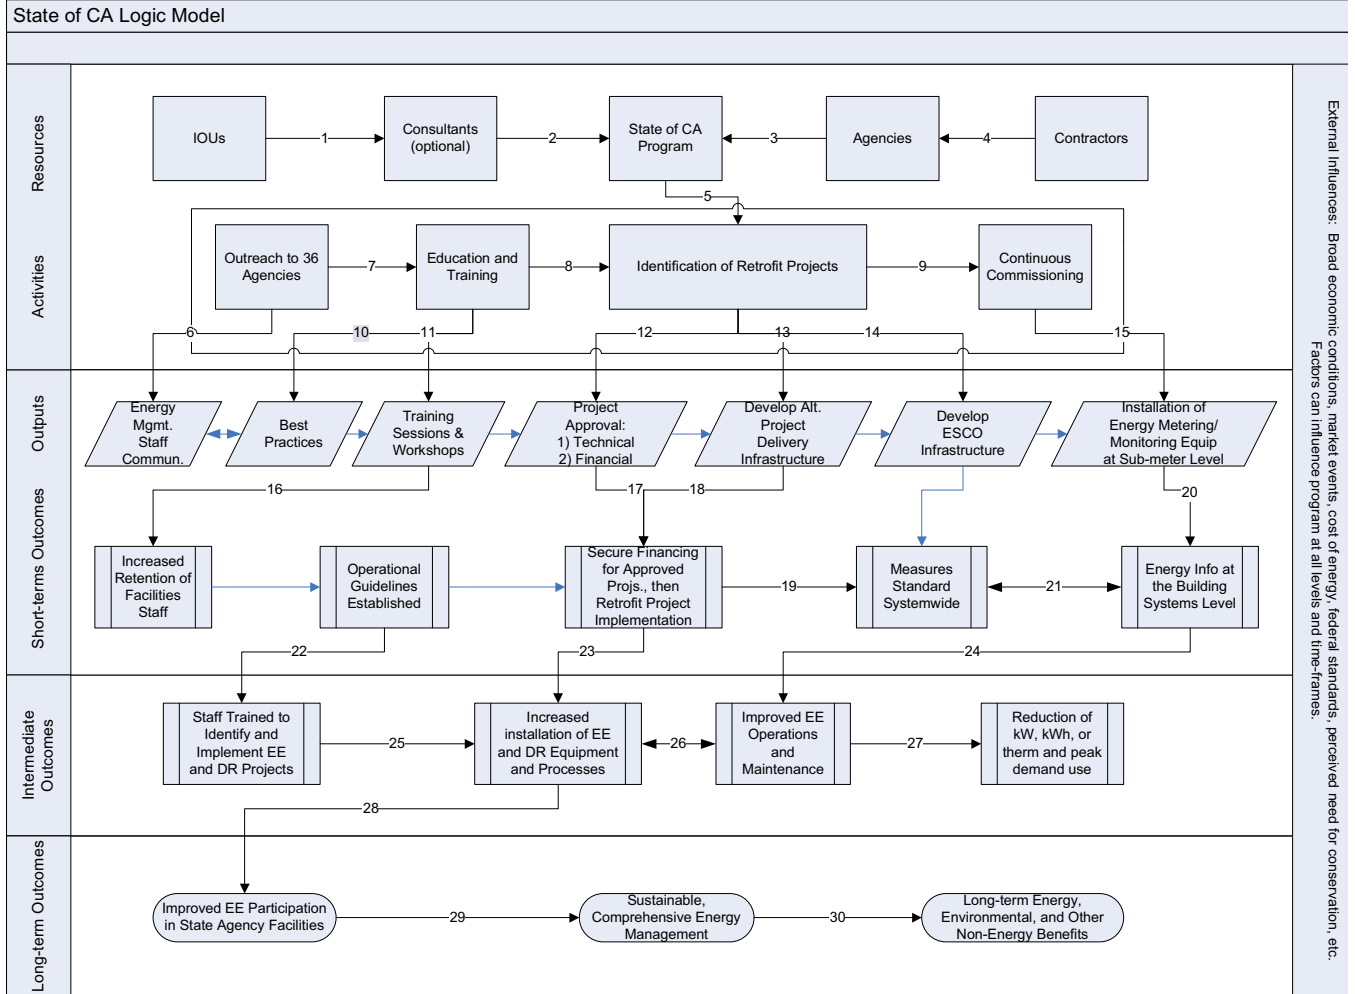 State of CA Logic Model
Resources
IOUs
1
Consultants
(optional)
2
State of CA
Program
3
Agencies
4
Contractors
5
Activities
Outreach to 36
Agencies
7
Education and
Training
8
Identification of Retrofit Projects
9
Continuous
Commissioning
6
10
11
12
13
14
15
Outputs
Energy
Mgmt.
Staff
Commun.
Best
Practices
Training
Sessions &
Workshops
Project
Approval:
1) Technical
2) Financial
Develop Alt.
Project
Delivery
Infrastructure
Develop
ESCO
Infrastructure
Installation of
Energy Metering/
Monitoring Equip
at Sub-meter Level
16
17
18
20
Short-terms Outcomes
Increased
Retention of
Facilities
Staff
Operational
Guidelines
Established
Secure Financing
for Approved
Projs., then
Retrofit Project
Implementation
19
Measures
Standard
Systemwide
21
Energy Info at
the Building
Systems Level
22
23
24
Intermediate
Outcomes
Staff Trained to
Identify and
Implement EE
and DR Projects
25
Increased
installation of EE
and DR Equipment
and Processes
26
Improved EE
Operations
and
Maintenance
27
Reduction of
kW, kWh, or
therm and peak
demand use
28
Long-term Outcomes
Improved EE Participation
in State Agency Facilities
29
Sustainable,
Comprehensive Energy
Management
30
Long-term Energy,
Environmental, and Other
Non-Energy Benefits
External Influences: Broad economic conditions, market events, cost of energy, federal standards, perceived need for conservation, etc.
Factors can influence program at all levels and time-frames.